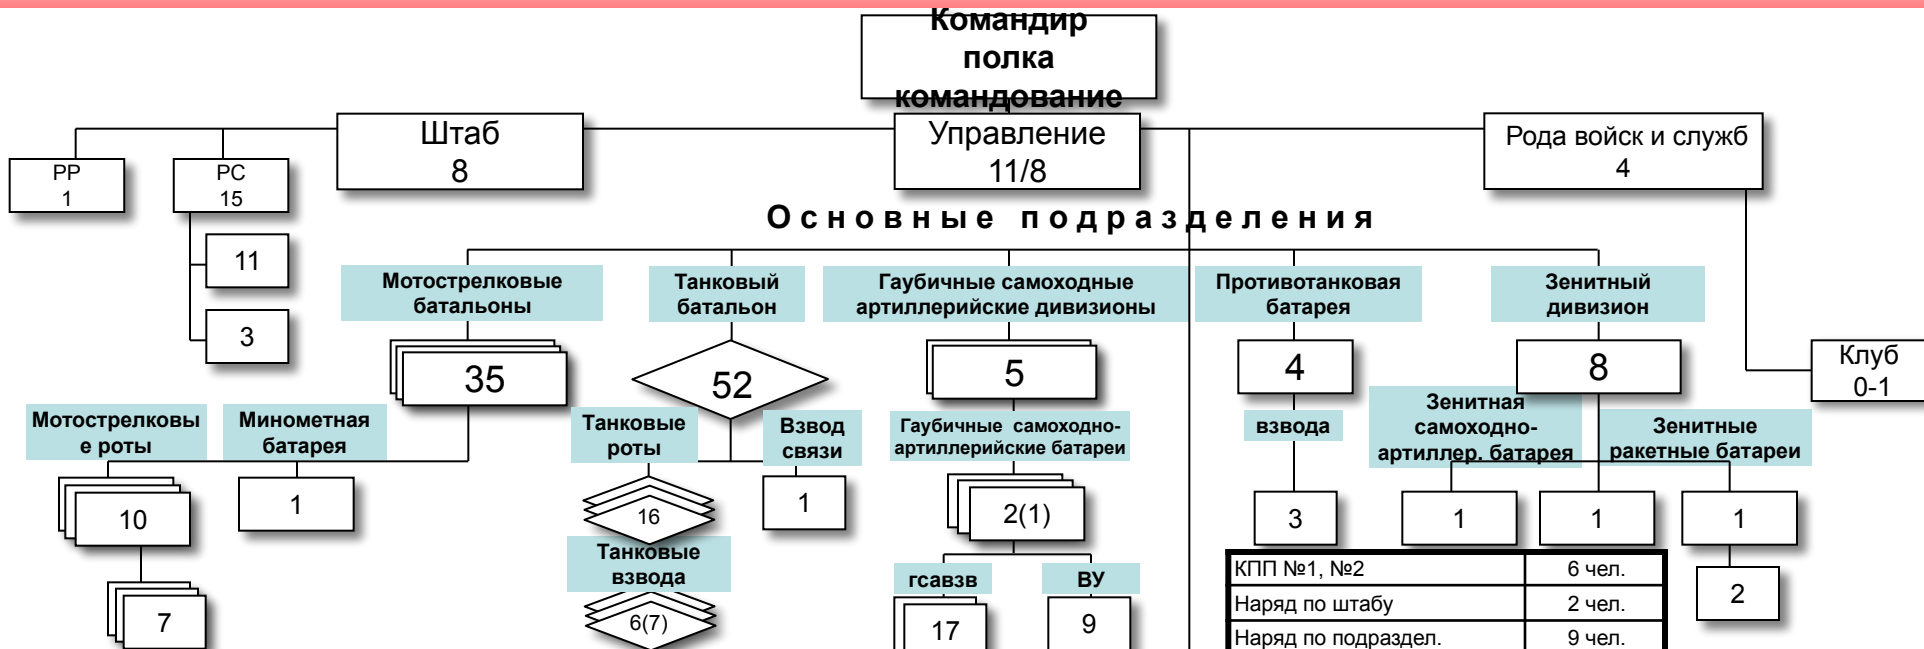 Командир
полка
командование
Штаб
8
Управление
11/8
Рода войск и служб
4
РР
1
РС
15
11
3
Основные подразделения
Мотострелковые
батальоны
35
Танковый
батальон
52
Гаубичные самоходные
артиллерийские дивизионы
5
Противотанковая
батарея
4
Зенитный
дивизион
8
Клуб
0-1
Мотострелковы
е роты
10
7
Минометная
батарея
1
Танковые
роты
16
Танковые
взвода
6(7)
Взвод
связи
1
Гаубичные самоходно-
артиллерийские батареи
2(1)
гсавзв
17
ВУ
9
взвода
3
Зенитная
самоходно-
артиллер. батарея
1
1
Зенитные
ракетные батареи
1
2
КПП №1, №2 6 чел.
Наряд по штабу 2 чел.
Наряд по подраздел. 9 чел.